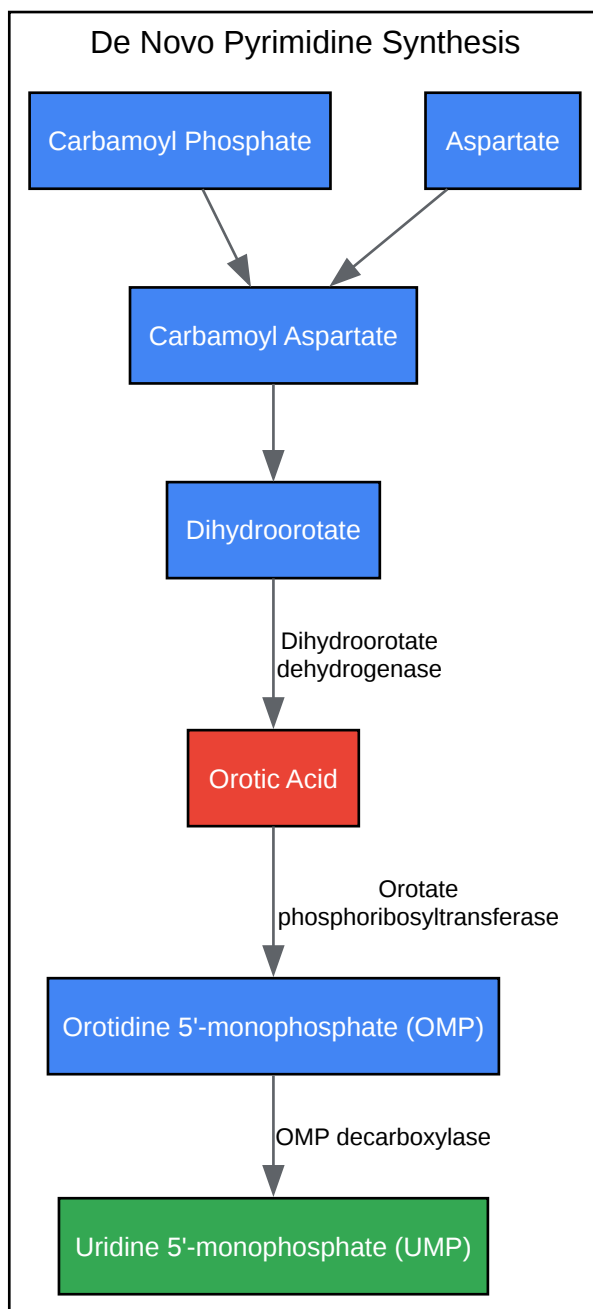 De Novo Pyrimidine Synthesis
Carbamoyl Phosphate
Aspartate
Carbamoyl Aspartate
Dihydroorotate
Dihydroorotate
dehydrogenase
Orotic Acid
Orotate
phosphoribosyltransferase
Orotidine 5'-monophosphate (OMP)
OMP decarboxylase
Uridine 5'-monophosphate (UMP)